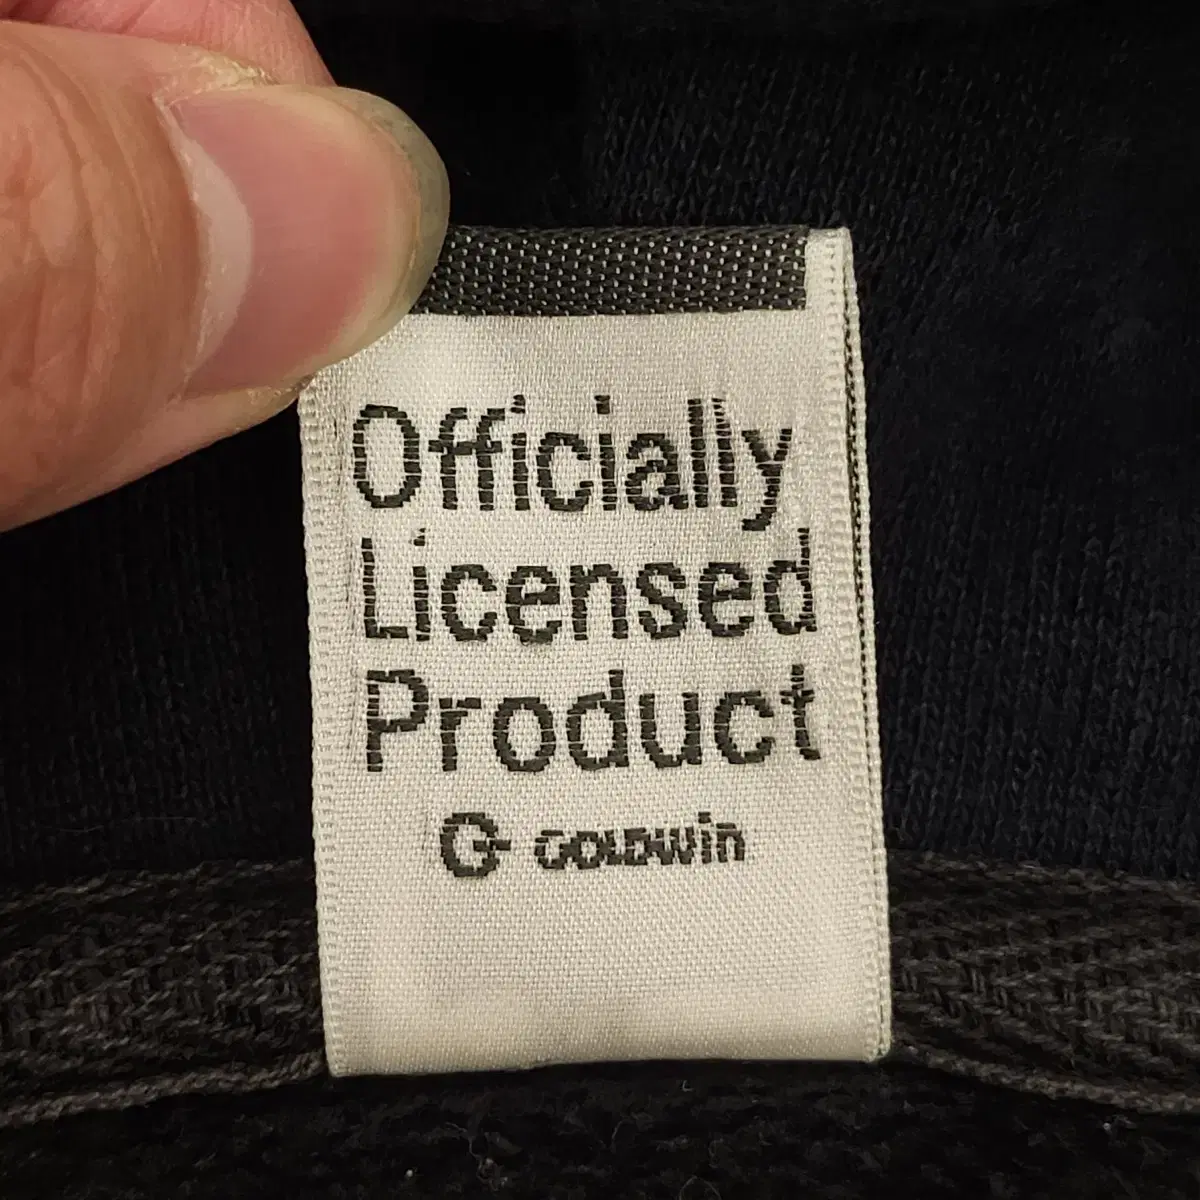 Officially
Licensed
Product
G GOLDWIN